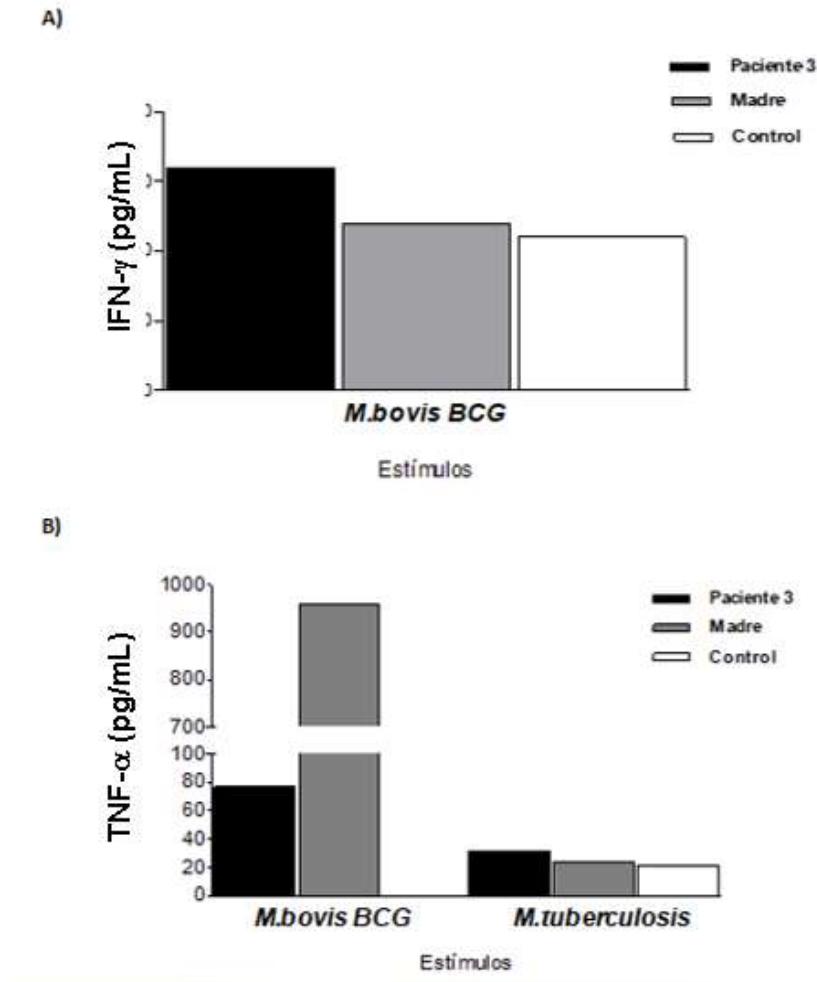 A)
Paciente 3
Madre
Control
IFN-γ (pg/mL)
M.bovis BCG
Estímulos
B)
Paciente 3
Madre
Control
TNF-α (pg/mL)
1000
900
800
700
100
80
60
40
20
0
M.bovis BCG
M.tuberculosis
Estímulos